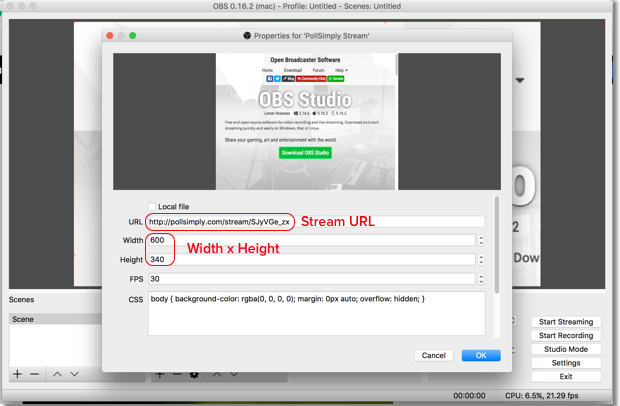 OBS 0.16.2 (mac) - Profile: Untitled - Scenes: Untitled
Properties for 'PollSimply Stream'
Open Broadcaster Software
Home Download Forum Help
Blog Community Chat Donate
OBS Studio
Latest Releases 0.16.2 0.16.2
Free and open source software for video recording and live streaming. Download and start
streaming quickly and easily on Windows, Mac or Linux.
Share your gaming, art and entertainment with the world.
Download OBS Studio
Local file
URL http://pollsimply.com/stream/SJyVGe_zx Stream URL
Width 600
Width x Height
Height 340
FPS 30
CSS body { background-color: rgba(0, 0, 0, 0); margin: 0px auto; overflow: hidden; }
Cancel OK
Dow
Scenes
Scene
Start Streaming
Start Recording
Studio Mode
Settings
Exit
00:00:00 CPU: 6.5%, 21.29 fps